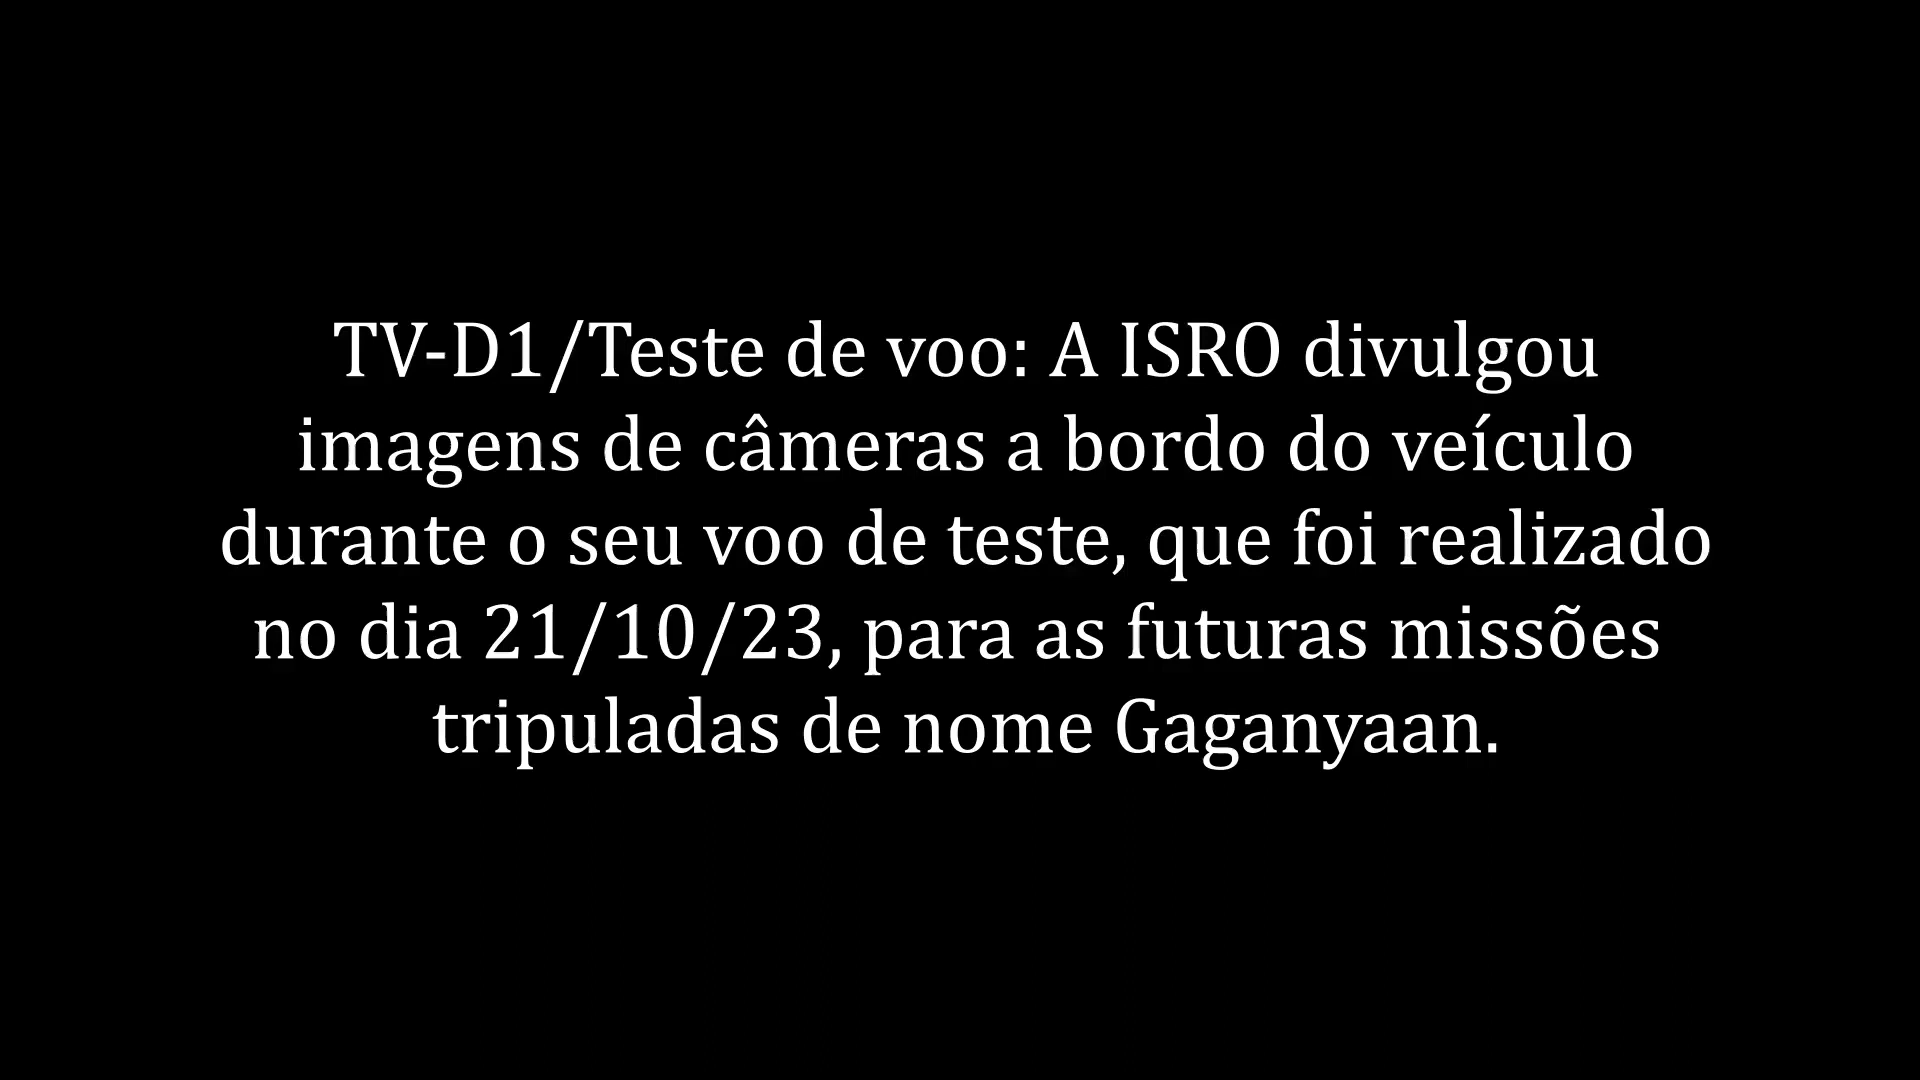 TV-D1/Teste de voo: A ISRO divulgou
imagens de câmeras a bordo do veículo
durante o seu voo de teste, que foi realizado
no dia 21/10/23, para as futuras missões
tripuladas de nome Gaganyaan.